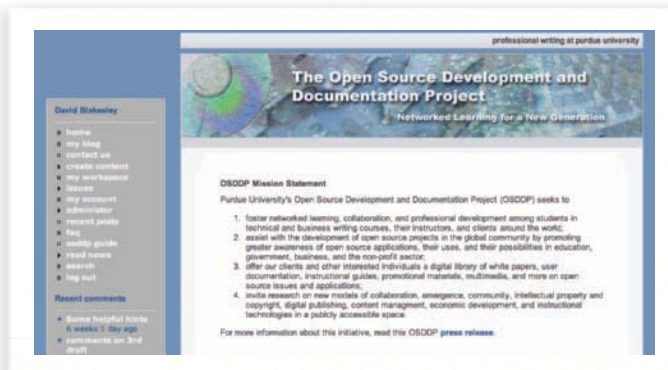 professional writing at purdue university
The Open Source Development and
Documentation Project
Networked Learning for a New Generation
David Blakesley
home
my blog
contact us
create content
my workspace
issues
my account
administer
recent posts
faq
osddp guide
read news
search
log out
Recent comments
Some helpful hints
6 weeks 1 day ago
comments on 3rd
draft
OSDDP Mission Statement
Purdue University's Open Source Development and Documentation Project (OSDDP) seeks to
1. foster networked learning, collaboration, and professional development among students in
technical and business writing courses, their instructors, and clients around the world;
2. assist with the development of open source projects in the global community by promoting
greater awareness of open source applications, their uses, and their possibilities in education,
government, business, and the non-profit sector;
3. offer our clients and other interested individuals a digital library of white papers, user
documentation, instructional guides, promotional materials, multimedia, and more on open
source issues and applications;
4. invite research on new models of collaboration, emergence, community, intellectual property and
copyright, digital publishing, content managment, economic development, and instructional
technologies in a publicly accessible space.
For more information about this initiative, read this OSDDP press release.